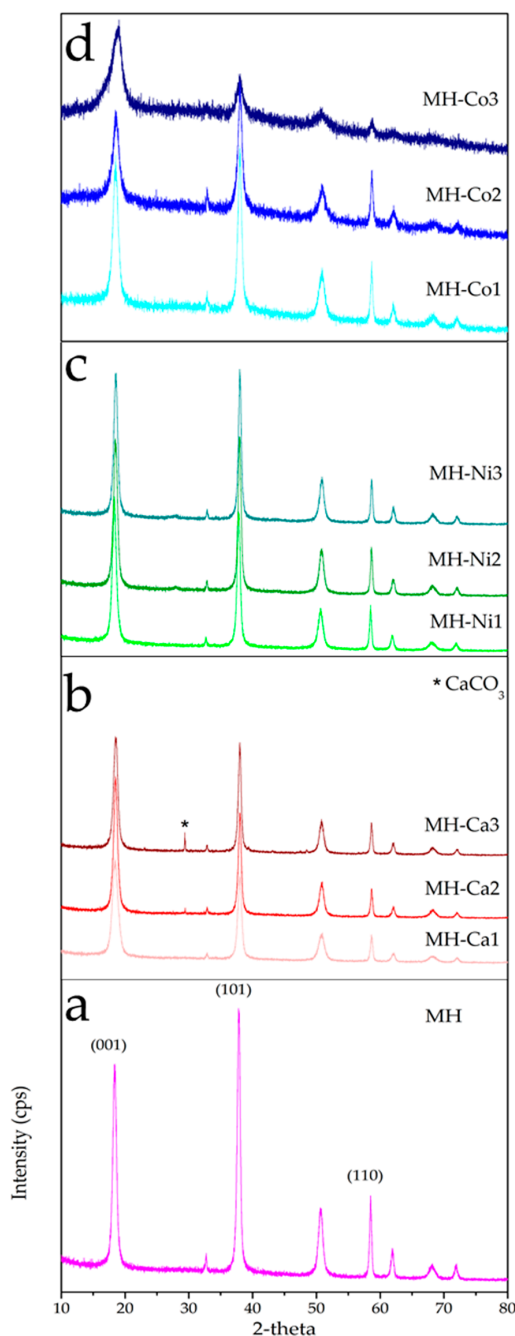 d
MH-Co3
MH-Co2
MH-Co1
c
MH-Ni3
MH-Ni2
MH-Ni1
b
* CaCO₃
*
MH-Ca3
MH-Ca2
MH-Ca1
a
(101)
MH
(001)
(110)
Intensity (cps)
10 20 30 40 50 60 70 80
2-theta